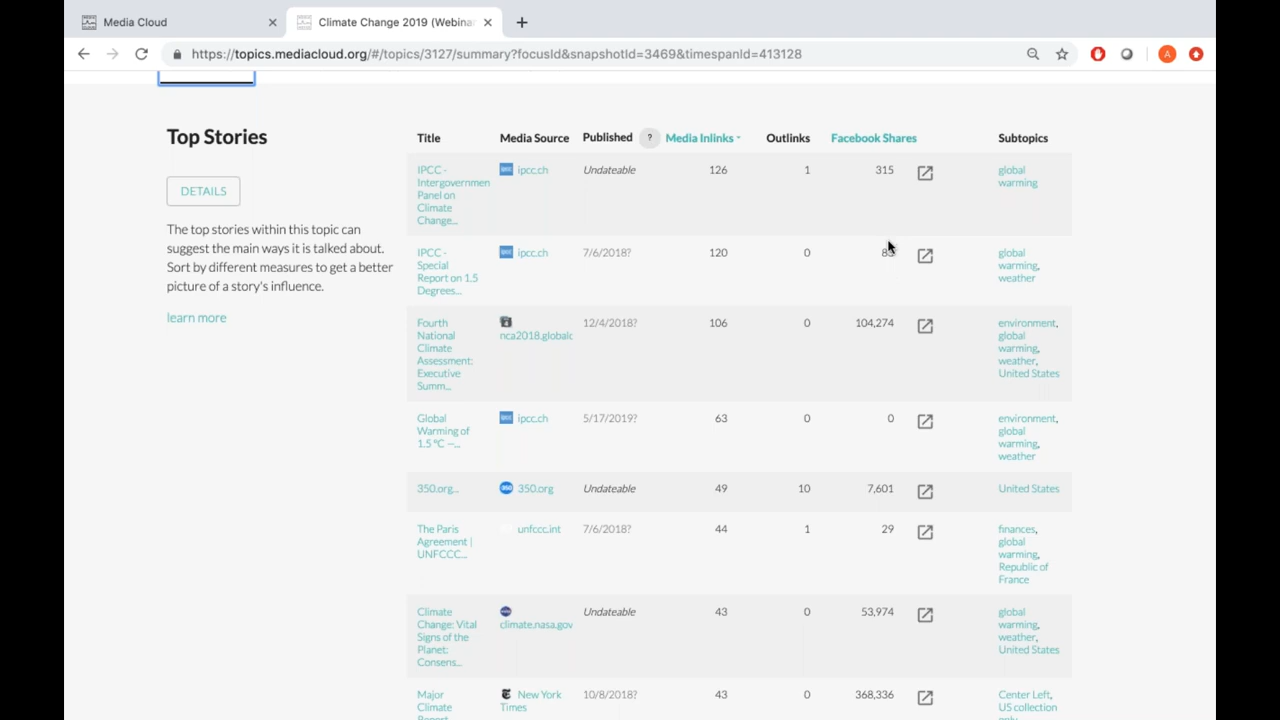 Media Cloud
Climate Change 2019 (Webina
https://topics.mediacloud.org/#/topics/3127/summary?focusId&snapshotId=3469&timespanId=413128
A
Top Stories
DETAILS
The top stories within this topic can
suggest the main ways it is talked about.
Sort by different measures to get a better
picture of a story's influence.
learn more
Title Media Source Published ? Media Inlinks Outlinks Facebook Shares Subtopics
IPCC - ipcc.ch Undateable 126 1 315 global
Intergovernmen warming
Panel on
Climate
Change...
IPCC - ipcc.ch 7/6/2018? 120 0 global
Special warming,
Report on 1.5 weather
Degrees...
Fourth 12/4/2018? 106 0 104,274 environment,
National nca2018.globalc global
Climate warming,
Assessment: weather,
Executive United States
Summ...
Global ipcc.ch 5/17/2019? 63 0 0 environment,
Warming of global
1.5 ºC —... warming,
weather
350.org... 350.org Undateable 49 10 7,601 United States
The Paris unfccc.int 7/6/2018? 44 1 29 finances,
Agreement | global
UNFCCC... warming,
Republic of
France
Climate Undateable 43 0 53,974 global
Change: Vital climate.nasa.gov warming,
Signs of the weather,
Planet: United States
Consens...
Major New York 10/8/2018? 43 0 368,336 Center Left,
Climate Times US collection